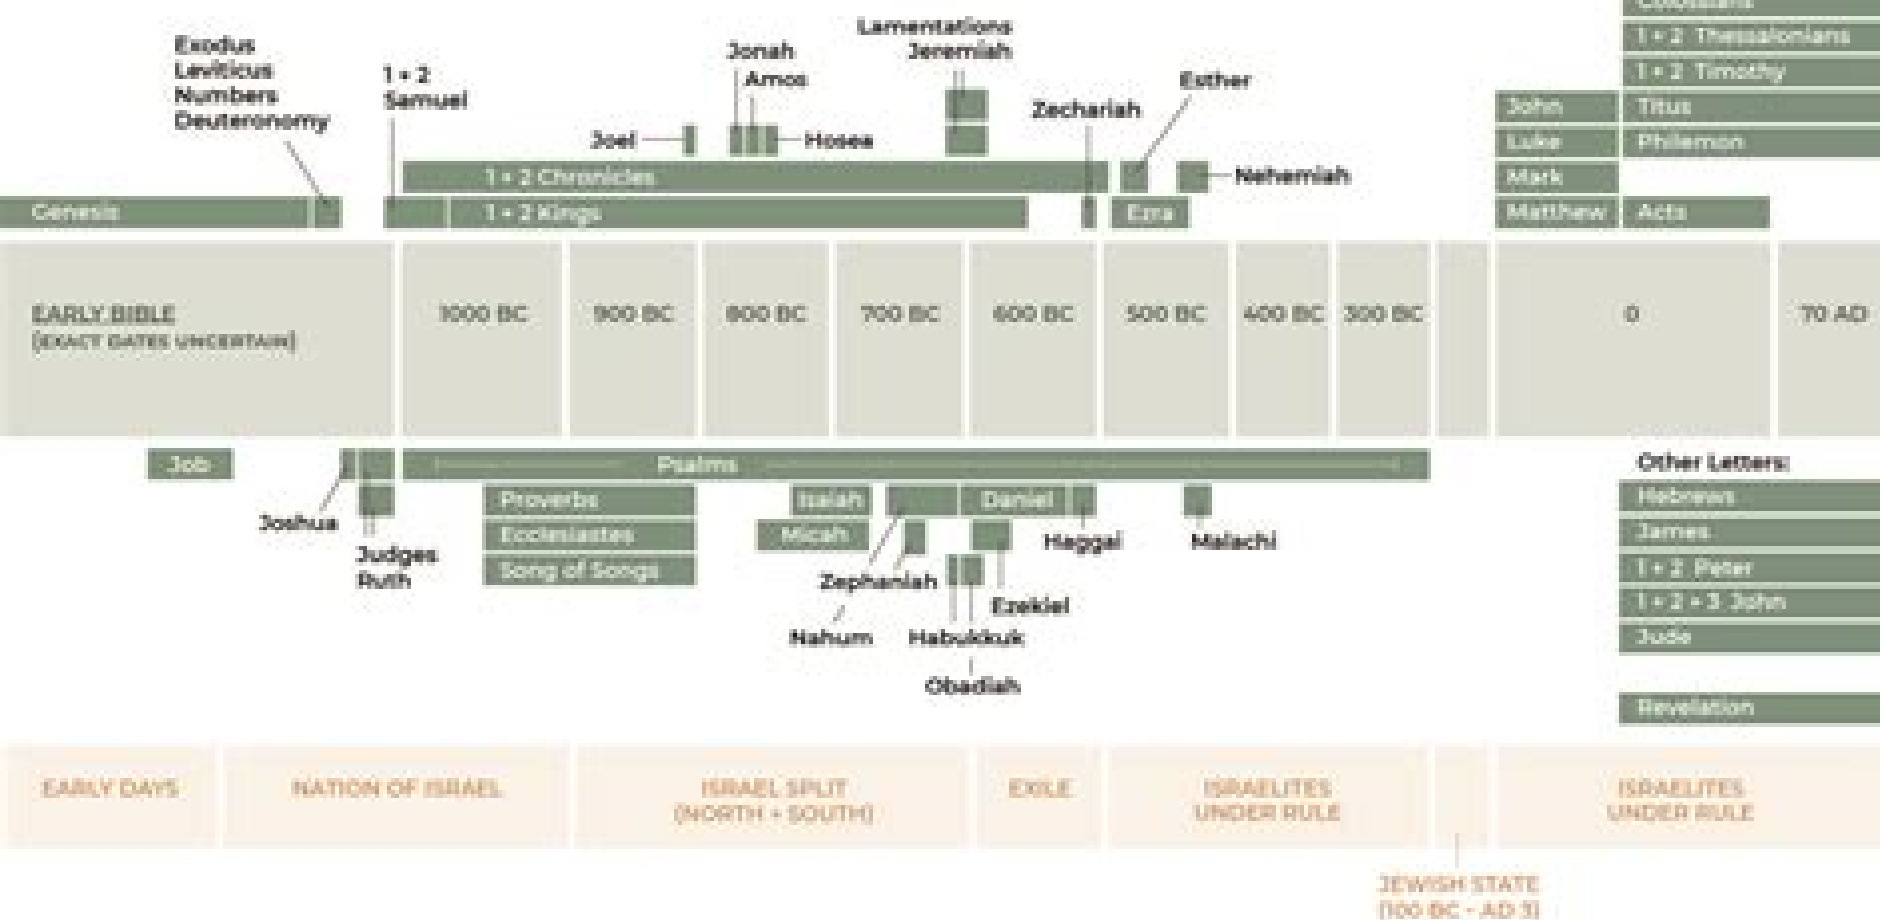 Colossians
1 + 2 Thessalonians
1 + 2 Timothy
Titus
Philemon
Exodus
Leviticus
Numbers
Deuteronomy
1 + 2
Samuel
Jonah
Amos
Lamentations
Jeremiah
Zechariah
Esther
Joel
Hosea
Nehemiah
John
Luke
Mark
Matthew
Acts
1 + 2 Chronicles
Genesis
1 + 2 Kings
Ezra
EARLY BIBLE
(EXACT DATES UNCERTAIN)
1000 BC
900 BC
800 BC
700 BC
600 BC
500 BC
400 BC
300 BC
0
70 AD
Job
Psalms
Joshua
Judges
Ruth
Proverbs
Ecclesiastes
Song of Songs
Isaiah
Micah
Daniel
Haggai
Malachi
Zephaniah
Ezekiel
Nahum
Habukkuk
Obadiah
Other Letters:
Hebrews
James
1 + 2 Peter
1 + 2 + 3 John
Jude
Revelation
EARLY DAYS
NATION OF ISRAEL
ISRAEL SPLIT
(NORTH + SOUTH)
EXILE
ISRAELITES
UNDER RULE
ISRAELITES
UNDER RULE
JEWISH STATE
(100 BC - AD 3)